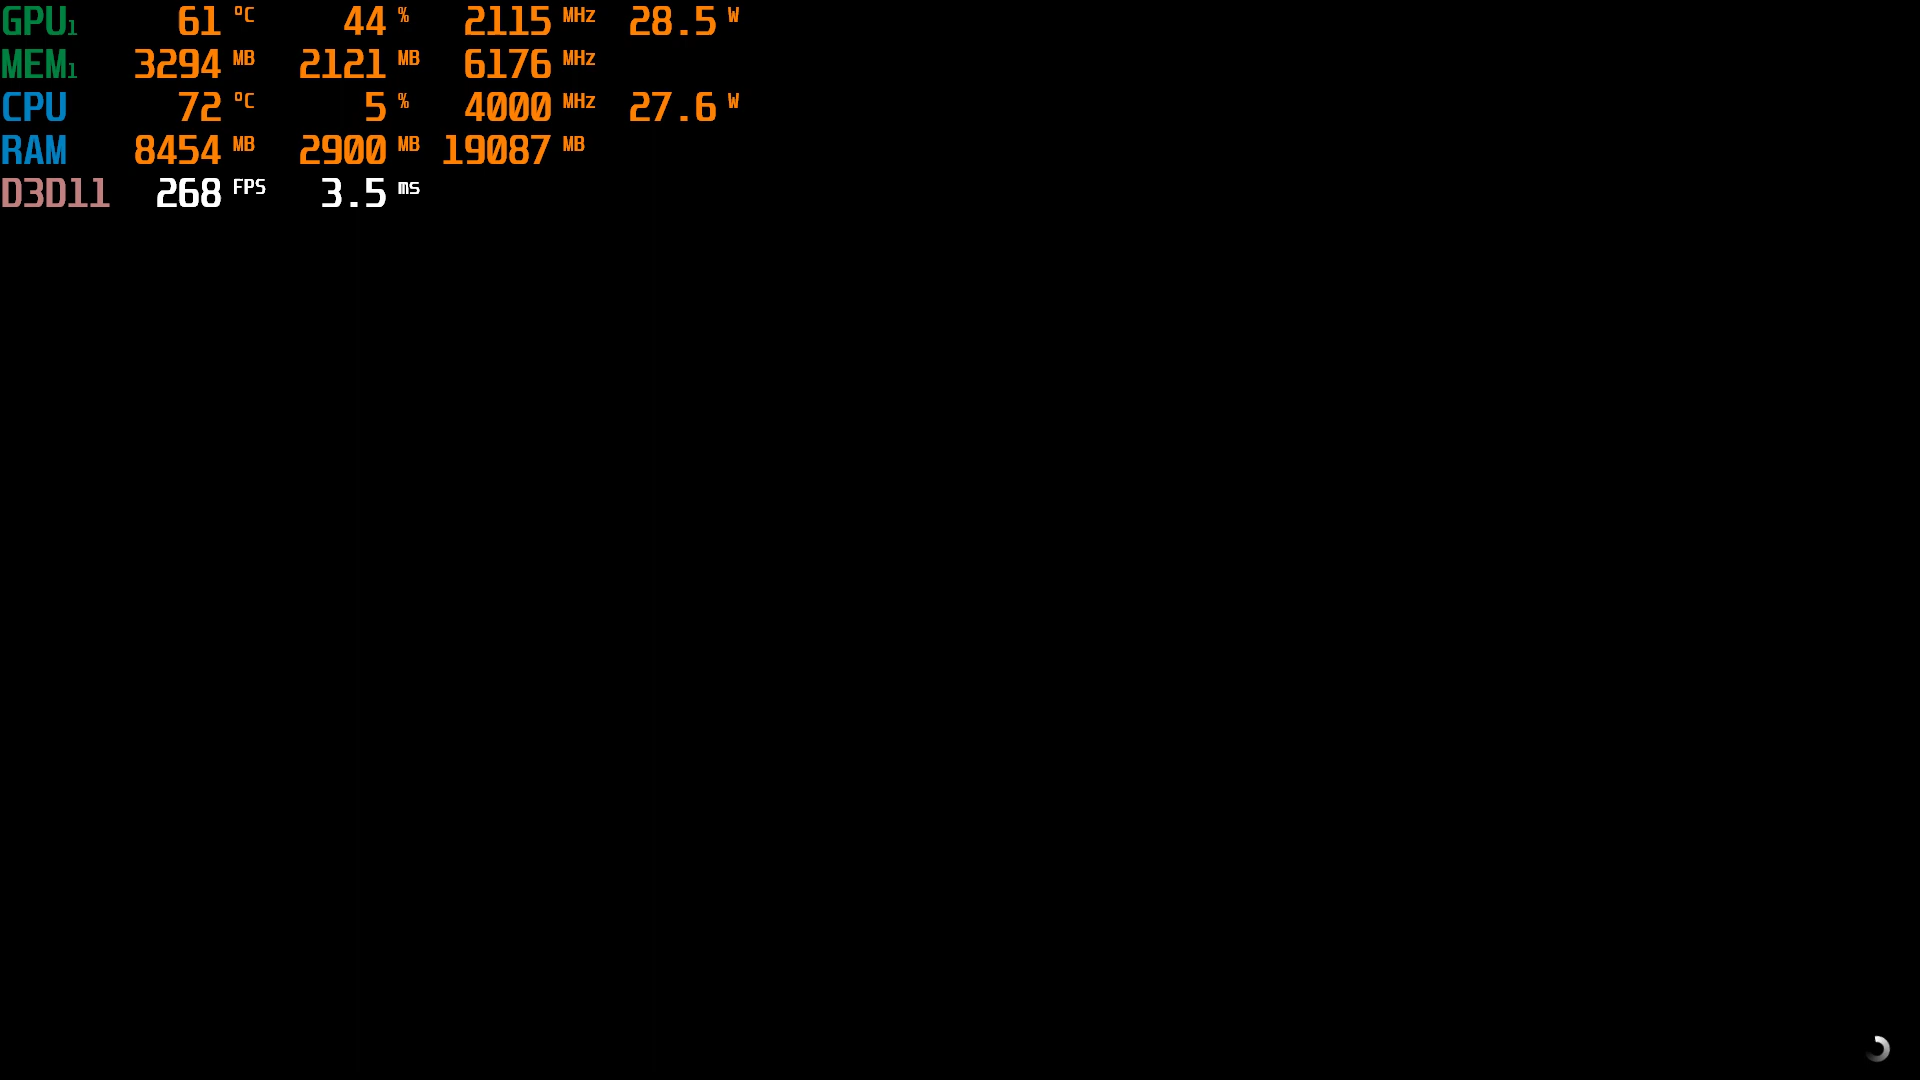 GPU1 61 °C 44 % 2115 MHz 28.5 W
MEM1 3294 MB 2121 MB 6176 MHz
CPU 72 °C 5 % 4000 MHz 27.6 W
RAM 8454 MB 2900 MB 19087 MB
D3D11 268 FPS 3.5 ms